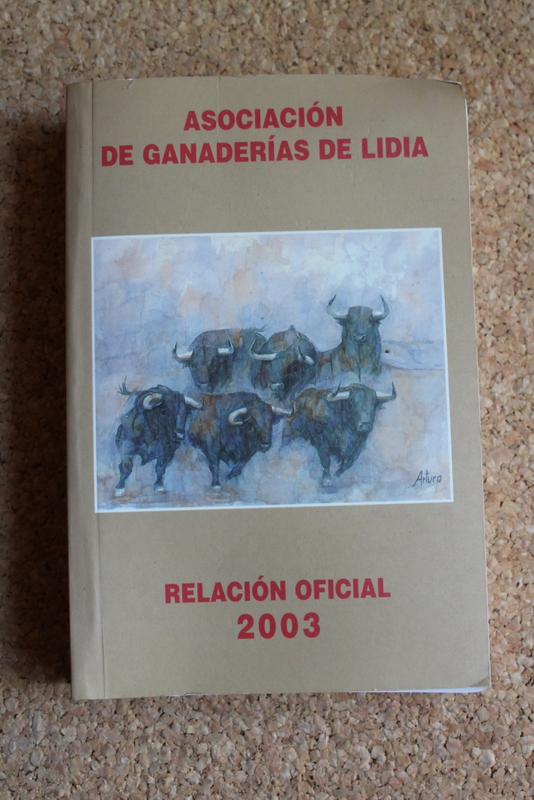 ASOCIACIÓN
DE GANADERÍAS DE LIDIA
Arturo
RELACIÓN OFICIAL
2003